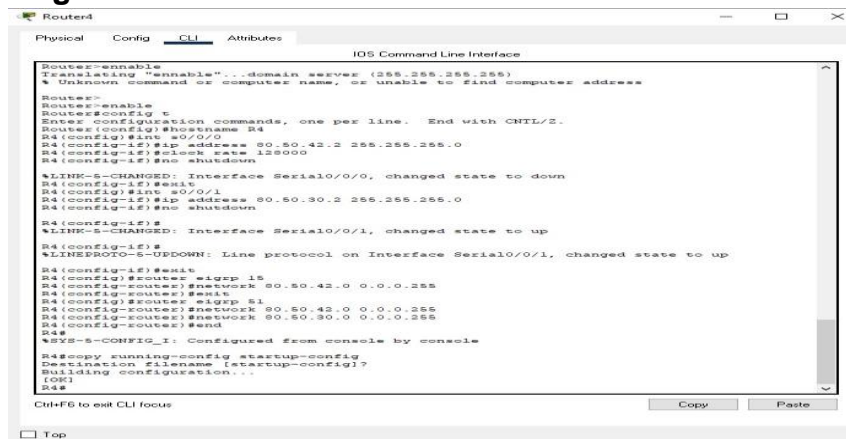 Router4
Physical Config CLI Attributes
IOS Command Line Interface
Router>ennable
Translating "ennable"...domain server (255.255.255.255)
% Unknown command or computer name, or unable to find computer address
Router>
Router>enable
Router#config t
Enter configuration commands, one per line. End with CNTL/Z.
Router(config)#hostname R4
R4(config)#int s0/0/0
R4(config-if)#ip address 80.50.42.2 255.255.255.0
R4(config-if)#clock rate 128000
R4(config-if)#no shutdown
%LINK-5-CHANGED: Interface Serial0/0/0, changed state to down
R4(config-if)#exit
R4(config)#int s0/0/1
R4(config-if)#ip address 80.50.30.2 255.255.255.0
R4(config-if)#no shutdown
R4(config-if)#
%LINK-5-CHANGED: Interface Serial0/0/1, changed state to up
R4(config-if)#
%LINEPROTO-5-UPDOWN: Line protocol on Interface Serial0/0/1, changed state to up
R4(config-if)#exit
R4(config)#router eigrp 15
R4(config-router)#network 80.50.42.0 0.0.0.255
R4(config-router)#exit
R4(config)#router eigrp 51
R4(config-router)#network 80.50.42.0 0.0.0.255
R4(config-router)#network 80.50.30.0 0.0.0.255
R4(config-router)#end
R4#
%SYS-5-CONFIG_I: Configured from console by console
R4#copy running-config startup-config
Destination filename [startup-config]?
Building configuration...
[OK]
R4#
Ctrl+F6 to exit CLI focus
Copy Paste
Top